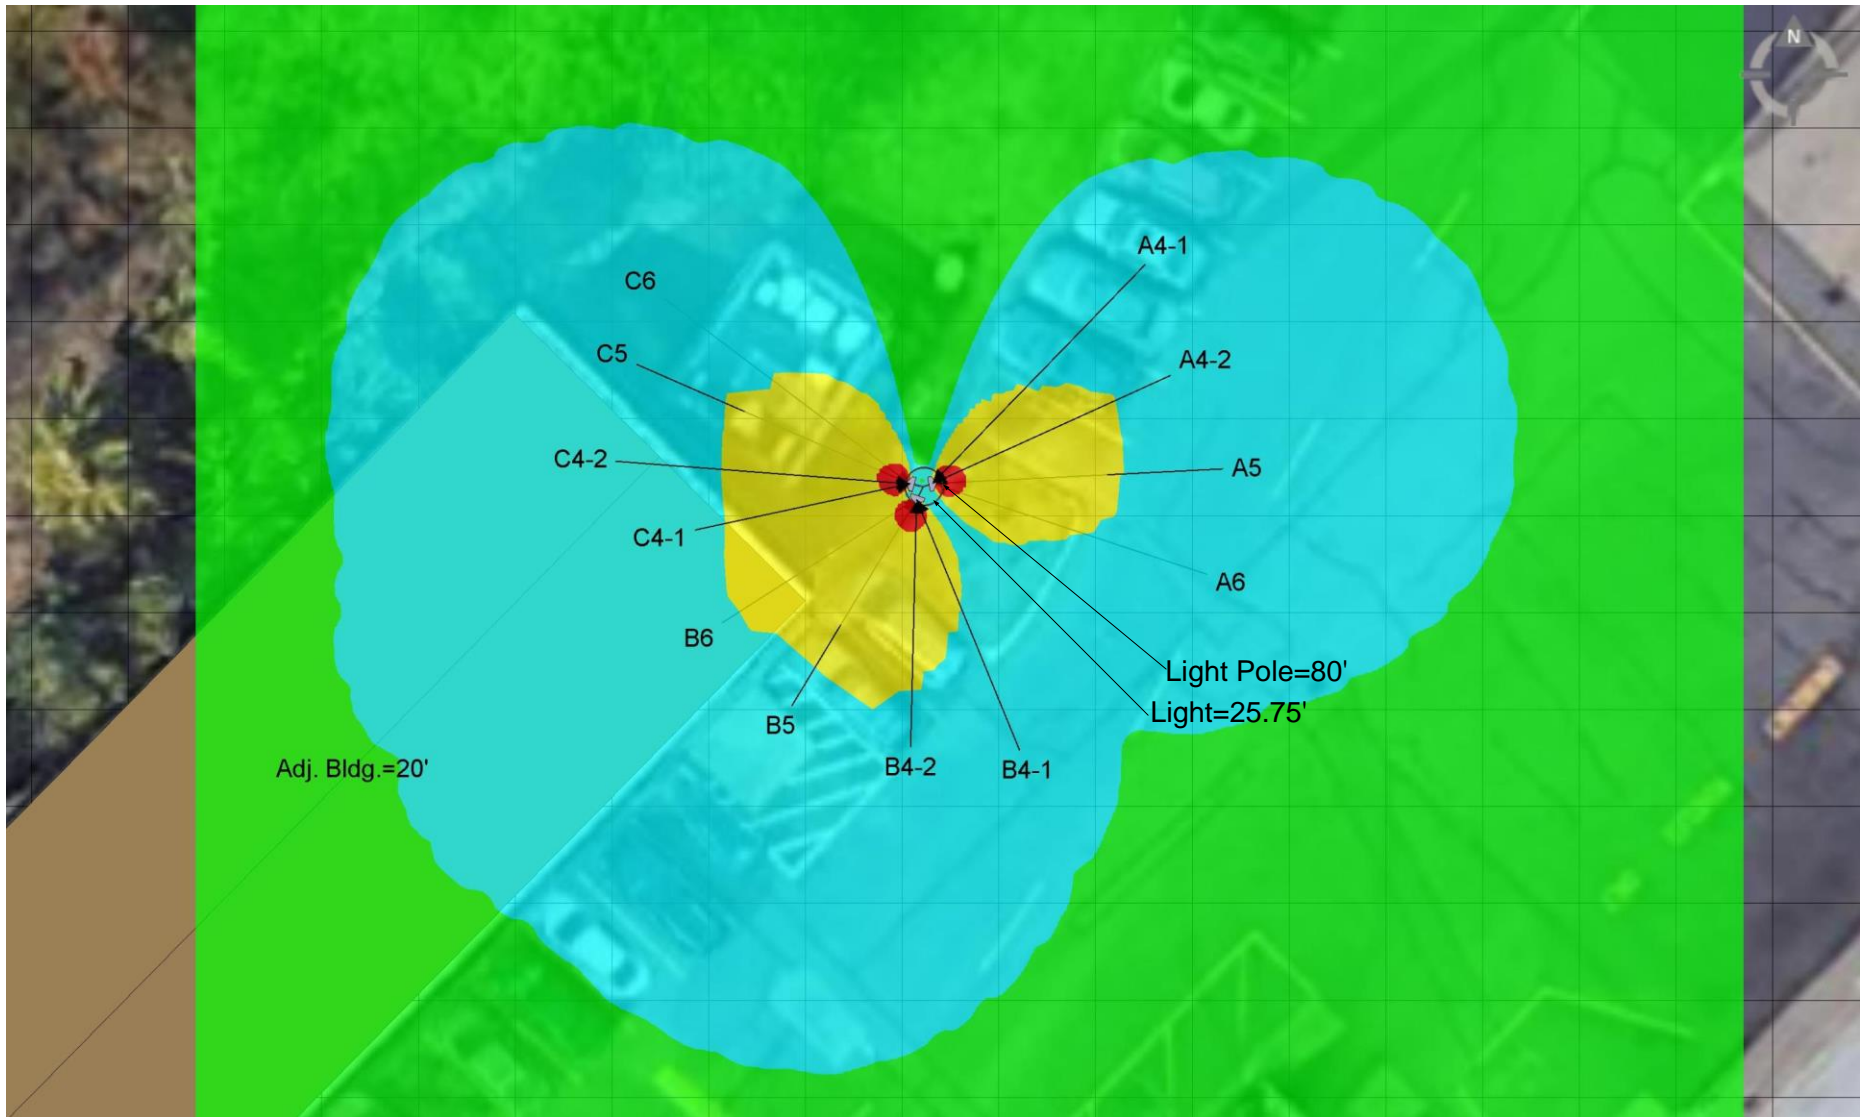 N
A4-1
C6
C5
A4-2
C4-2
A5
C4-1
A6
B6
Light Pole=80'
Light=25.75'
B5
Adj. Bldg.=20'
B4-2
B4-1